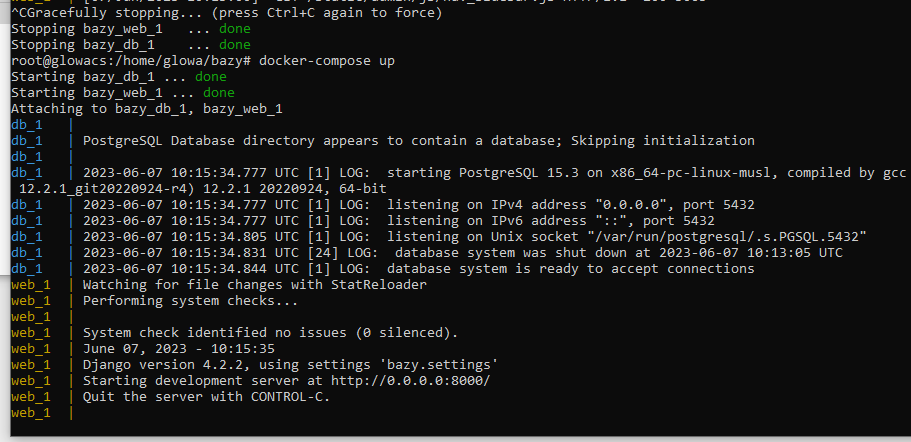 ^CGracefully stopping... (press Ctrl+C again to force)
Stopping bazy_web_1   ... done
Stopping bazy_db_1    ... done
root@glowacs:/home/glowa/bazy# docker-compose up
Starting bazy_db_1 ... done
Starting bazy_web_1 ... done
Attaching to bazy_db_1, bazy_web_1
db_1   |
db_1   | PostgreSQL Database directory appears to contain a database; Skipping initialization
db_1   |
db_1   | 2023-06-07 10:15:34.777 UTC [1] LOG:  starting PostgreSQL 15.3 on x86_64-pc-linux-musl, compiled by gcc
12.2.1_git20220924-r4) 12.2.1 20220924, 64-bit
db_1   | 2023-06-07 10:15:34.777 UTC [1] LOG:  listening on IPv4 address "0.0.0.0", port 5432
db_1   | 2023-06-07 10:15:34.777 UTC [1] LOG:  listening on IPv6 address "::", port 5432
db_1   | 2023-06-07 10:15:34.805 UTC [1] LOG:  listening on Unix socket "/var/run/postgresql/.s.PGSQL.5432"
db_1   | 2023-06-07 10:15:34.831 UTC [24] LOG:  database system was shut down at 2023-06-07 10:13:05 UTC
db_1   | 2023-06-07 10:15:34.844 UTC [1] LOG:  database system is ready to accept connections
web_1  | Watching for file changes with StatReloader
web_1  | Performing system checks...
web_1  |
web_1  | System check identified no issues (0 silenced).
web_1  | June 07, 2023 - 10:15:35
web_1  | Django version 4.2.2, using settings 'bazy.settings'
web_1  | Starting development server at http://0.0.0.0:8000/
web_1  | Quit the server with CONTROL-C.
web_1  |